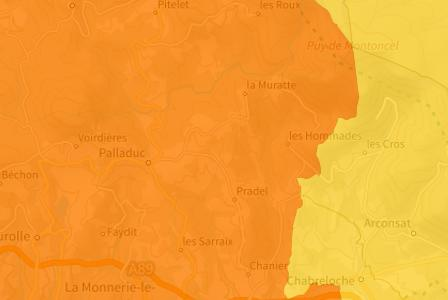 Pitelet
les Roux
Puy de Montoncel
la Muratte
les Hommades
Voirdières
les Cros
Palladuc
Béchon
Pradel
Arconsat
urolle
Faydit
les Sarraix
A89
Chanier
Chabreloche
La Monnerie-le-